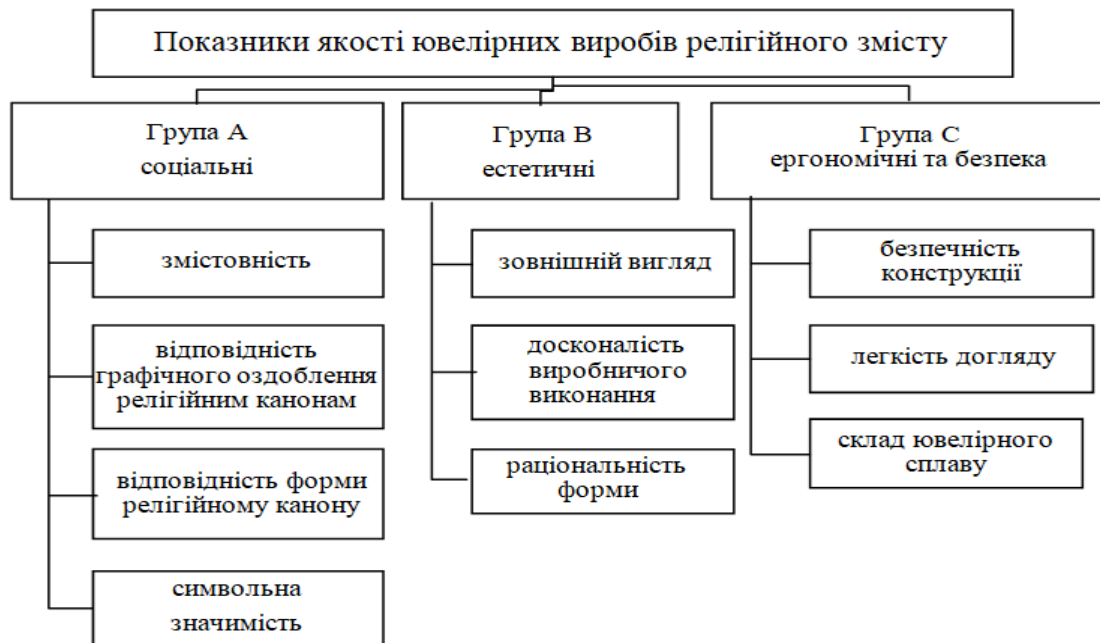 Показники якості ювелірних виробів релігійного змісту
Група А
соціальні
змістовність
відповідність
графічного оздоблення
релігійним канонам
відповідність форми
релігійному канону
символьна
значимість
Група В
естетичні
зовнішній вигляд
досконалість
виробничого
виконання
раціональність
форми
Група С
ергономічні та безпека
безпечність
конструкції
легкість догляду
склад ювелірного
сплаву